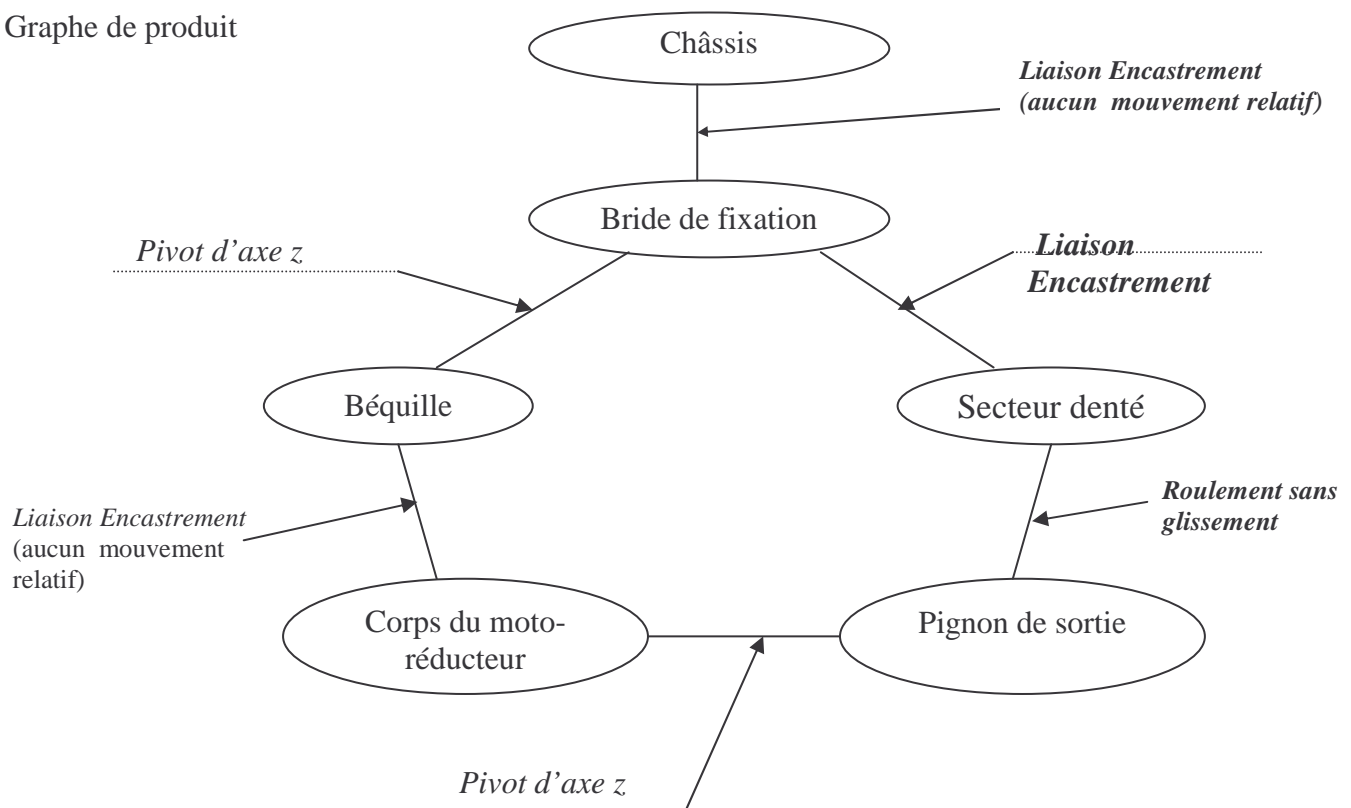 Graphe de produit
Châssis
Liaison Encastrement
(aucun mouvement relatif)
Bride de fixation
Pivot d'axe z
Liaison
Encastrement
Béquille
Secteur denté
Liaison Encastrement
(aucun mouvement
relatif)
Roulement sans
glissement
Corps du moto-
réducteur
Pignon de sortie
Pivot d'axe z